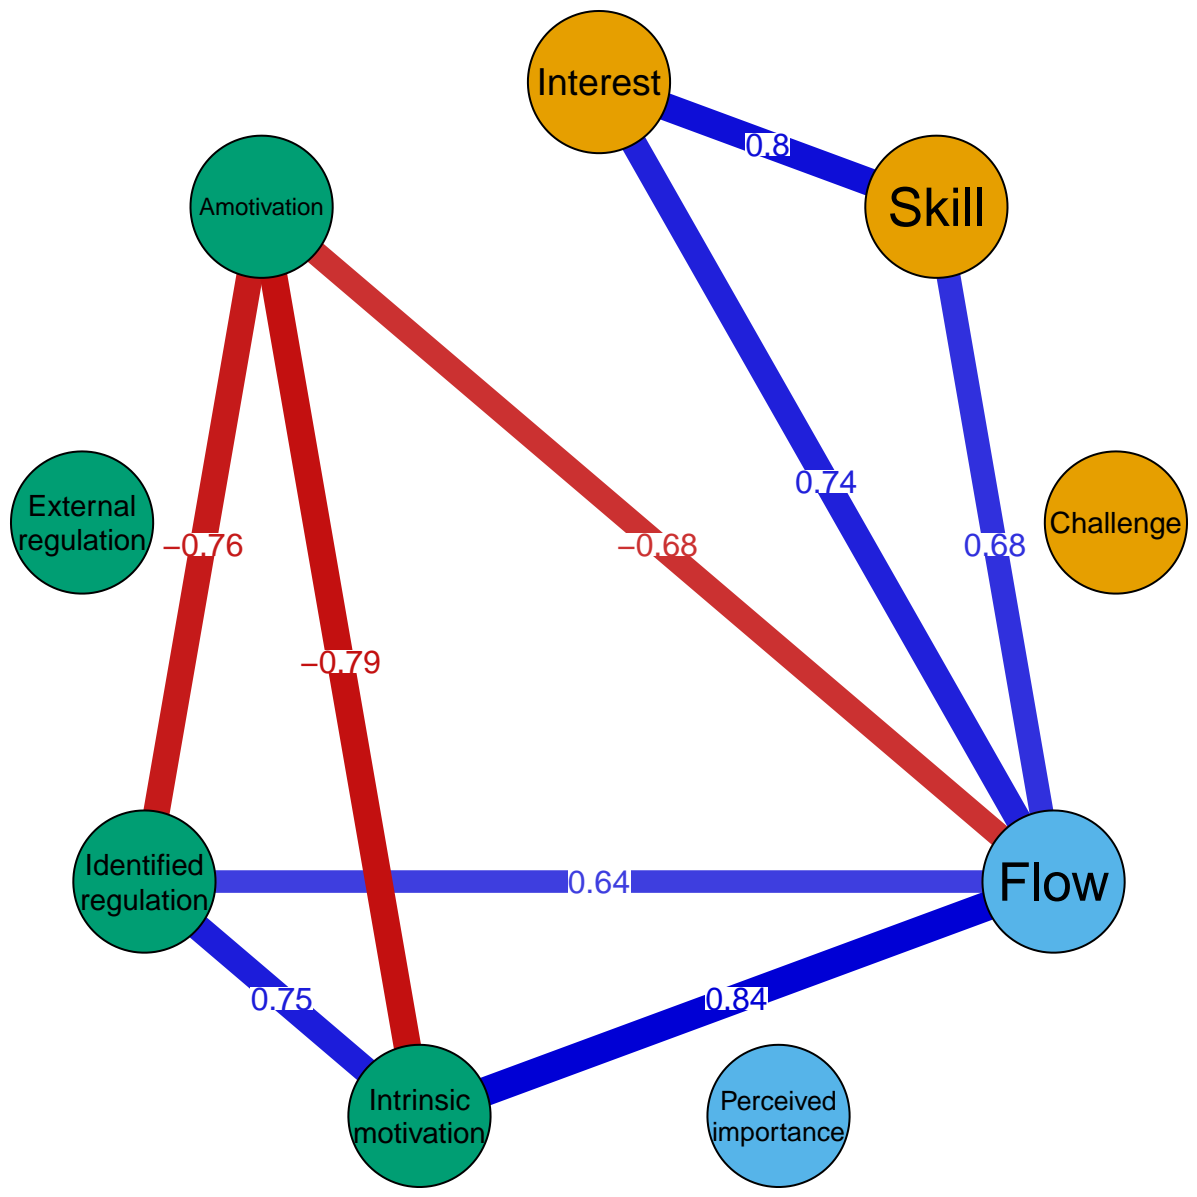 Interest
0.8
Skill
Amotivation
0.74
External
regulation
Challenge
−0.76
−0.68
0.68
−0.79
Identified
regulation
0.64
Flow
0.75
0.84
Intrinsic
motivation
Perceived
importance